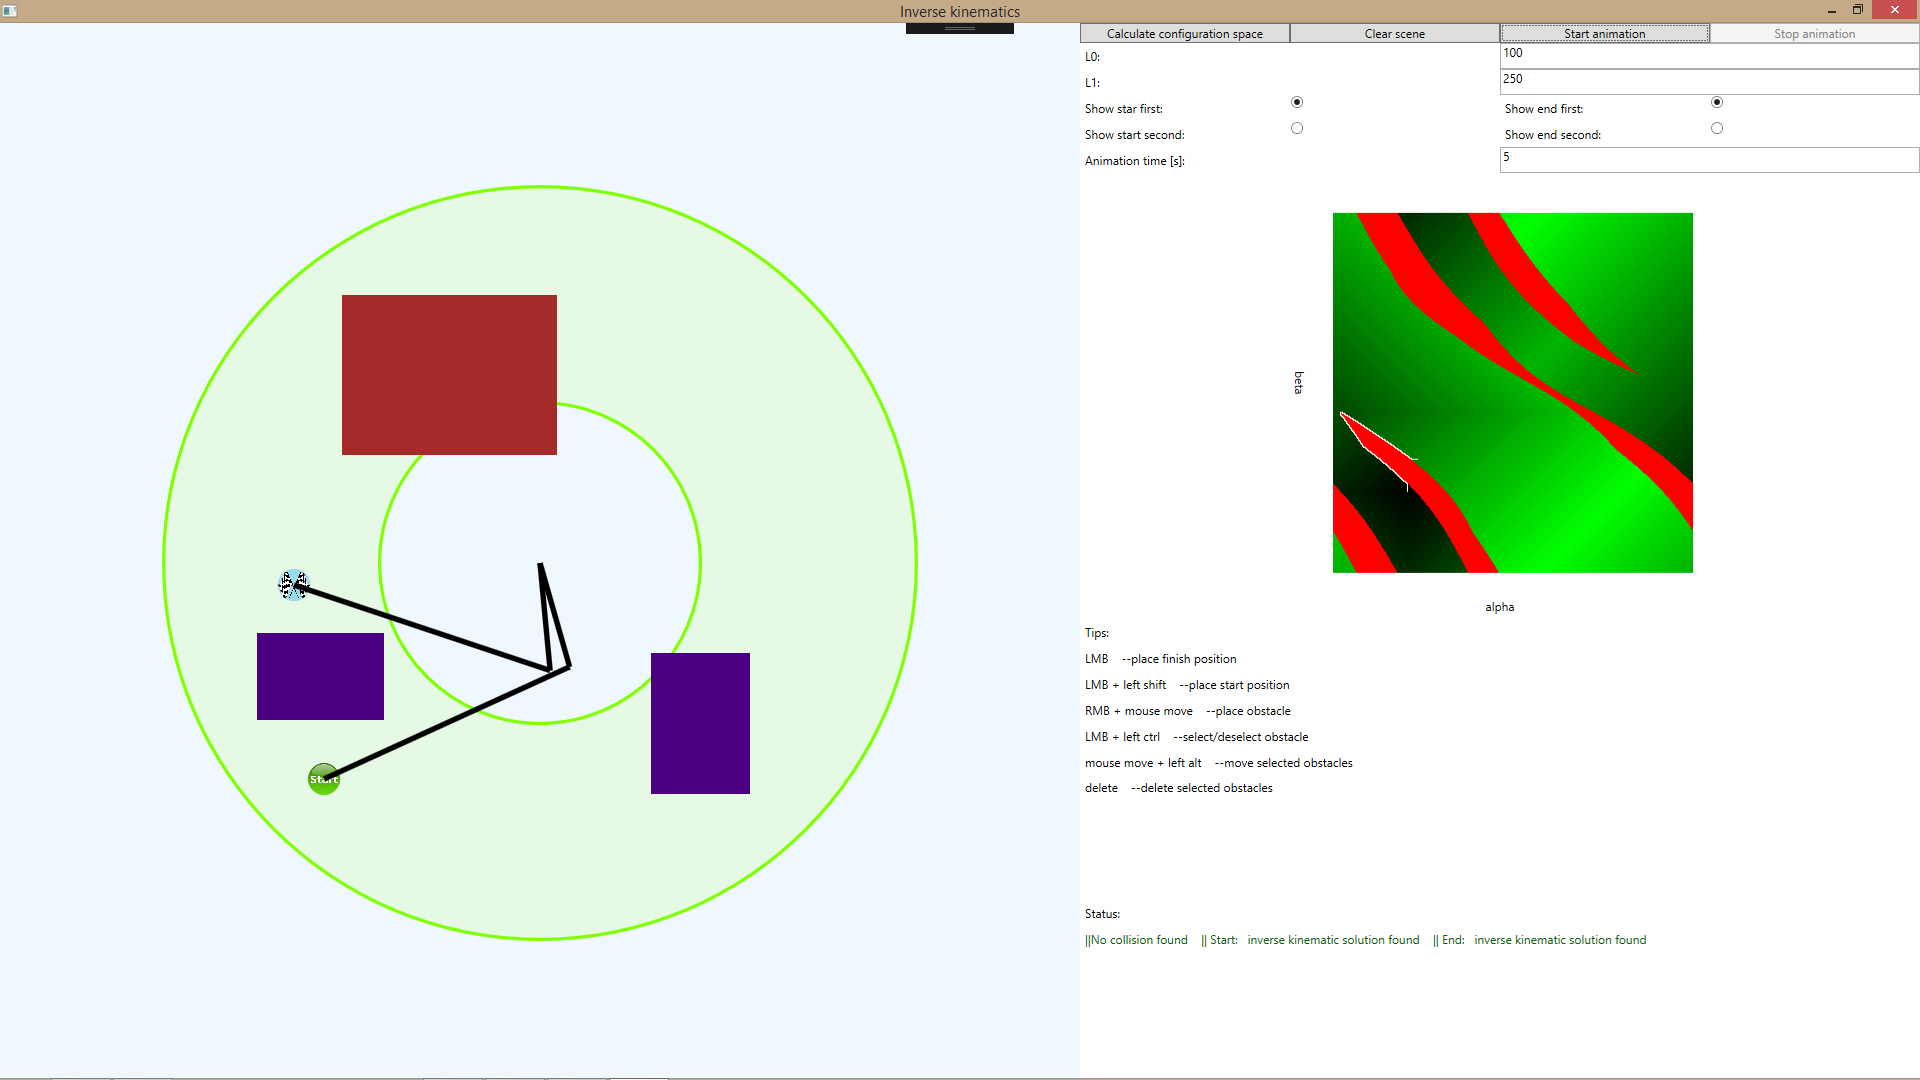 Inverse kinematics
Calculate configuration space
Clear scene
Start animation
Stop animation
L0:
100
L1:
250
Show star first:
Show end first:
Show start second:
Show end second:
Animation time [s]:
5
beta
alpha
Start
Tips:
LMB --place finish position
LMB + left shift --place start position
RMB + mouse move --place obstacle
LMB + left ctrl --select/deselect obstacle
mouse move + left alt --move selected obstacles
delete --delete selected obstacles
Status:
||No collision found || Start: inverse kinematic solution found || End: inverse kinematic solution found